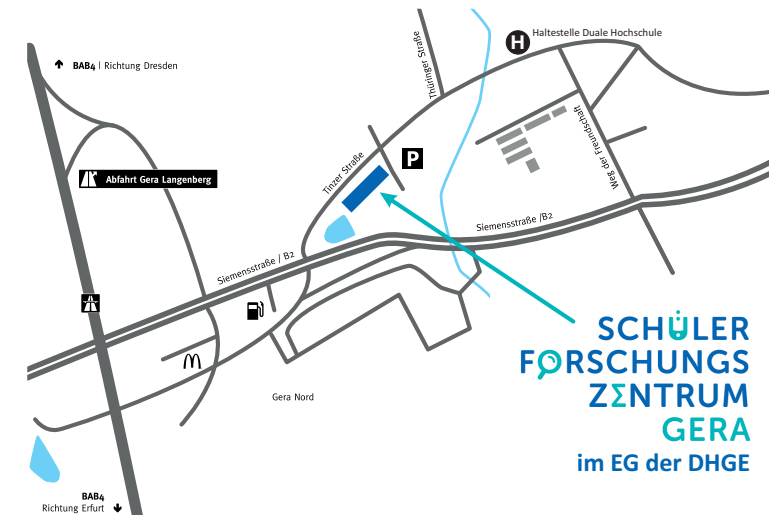 BAB4 | Richtung Dresden
Haltestelle Duale Hochschule
H
Thüringer Straße
P
Tinzer Straße
Weg der Freundschaft
Abfahrt Gera Langenberg
Siemensstraße /B2
Siemensstraße / B2
Gera Nord
SCHÜLER
FORSCHUNGS
ZΣNTRUM
GERA
im EG der DHGE
BAB4
Richtung Erfurt